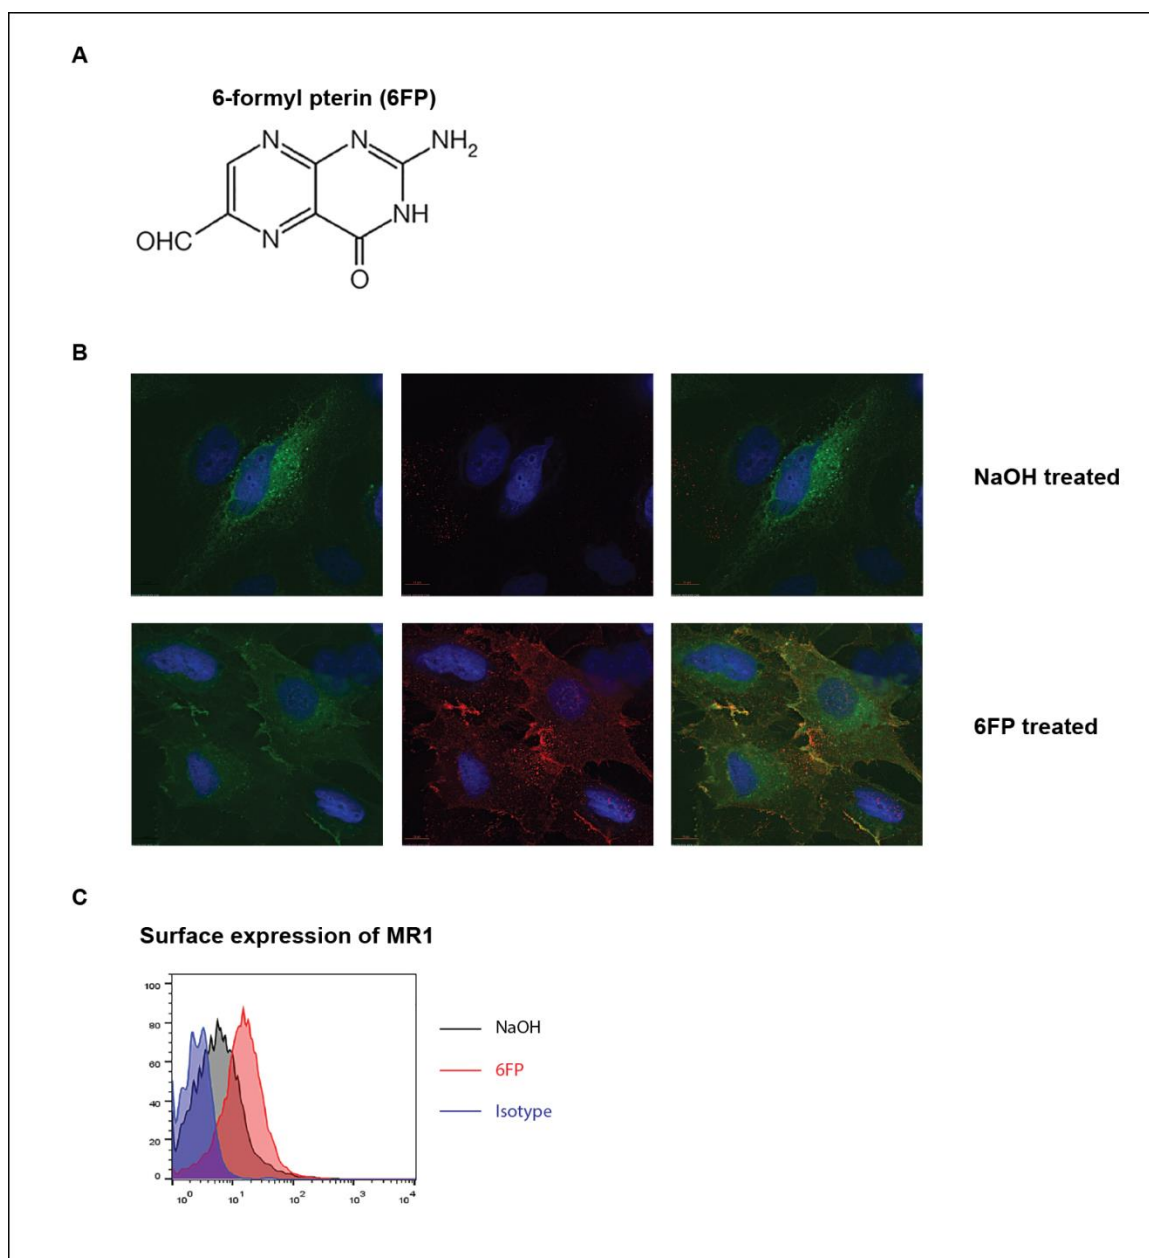 A
6-formyl pterin (6FP)
N
N
NH2
NH
N
OHC
O
B
NaOH treated
6FP treated
C
Surface expression of MR1
100
80
60
40
20
0
10^0 10^1 10^2 10^3 10^4
NaOH
6FP
Isotype